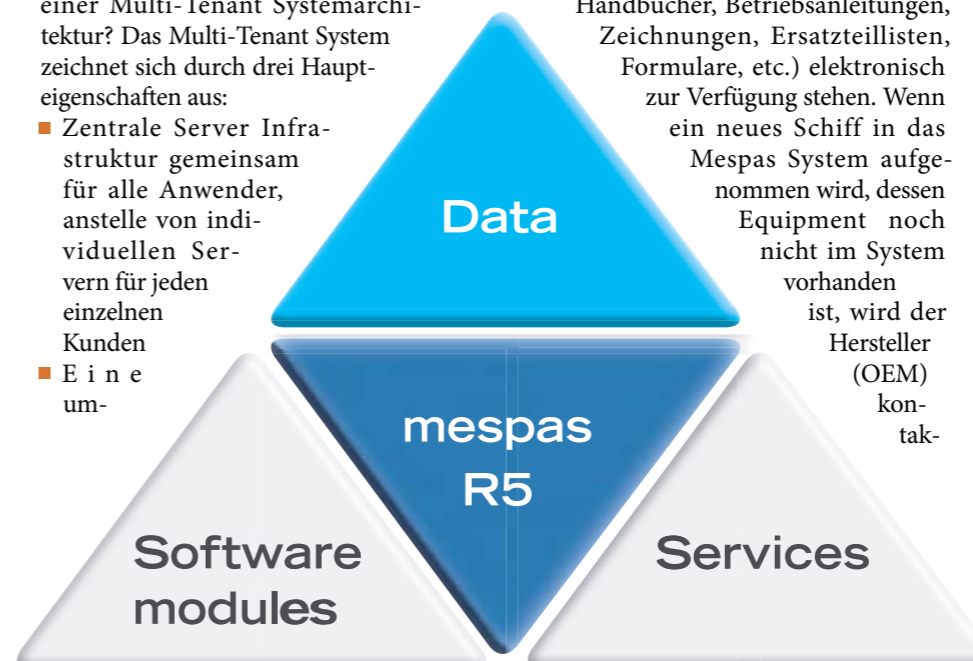 einer Multi-Tenant Systemarchi-
tektur? Das Multi-Tenant System
zeichnet sich durch drei Haupt-
eigenschaften aus:
■ Zentrale Server Infra-
struktur gemeinsam
für alle Anwender,
anstelle von indi-
viduellen Ser-
vern für jeden
einzelnen
Kunden
■ Eine
um-
Handbücher, Betriebsanleitungen,
Zeichnungen, Ersatzteillisten,
Formulare, etc.) elektronisch
zur Verfügung stehen. Wenn
ein neues Schiff in das
Mespas System aufge-
nommen wird, dessen
Equipment noch
nicht im System
vorhanden
ist, wird der
Hersteller
(OEM)
kon-
tak-
Data
mespas
R5
Software
modules
Services